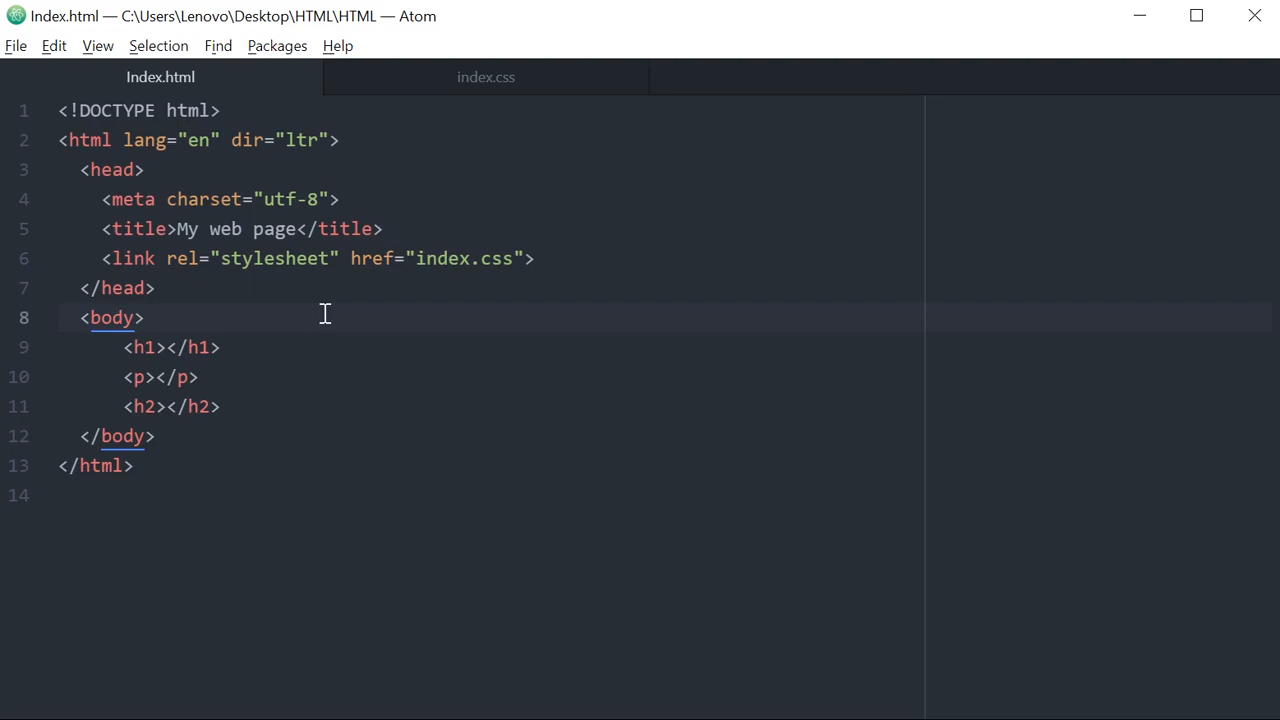 Index.html — C:\Users\Lenovo\Desktop\HTML\HTML — Atom
File Edit View Selection Find Packages Help
Index.html index.css
1 <!DOCTYPE html>
2 <html lang="en" dir="ltr">
3 <head>
4 <meta charset="utf-8">
5 <title>My web page</title>
6 <link rel="stylesheet" href="index.css">
7 </head>
8 <body>
9 <h1></h1>
10 <p></p>
11 <h2></h2>
12 </body>
13 </html>
14